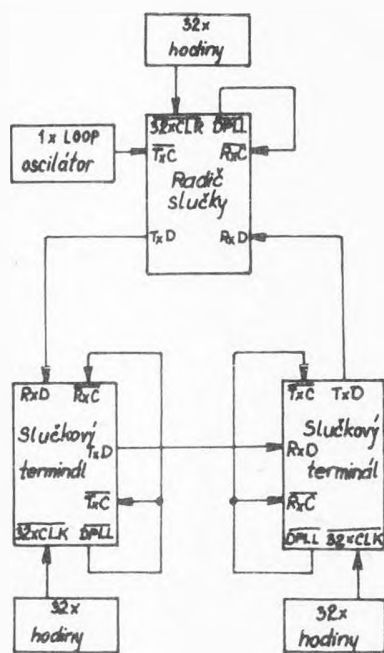 32x
hodiny
32xCLK DPLL
1x LOOP
oscilátor
TxC RxC
Radič
slučky
TxD RxD
RxD RxC
Slučkový
TxD
terminál
TxC
32xCLK DPLL
32x
hodiny
TxC TxD
Slučkový
RxD
terminál
RxC
DPLL 32xCLK
32x
hodiny